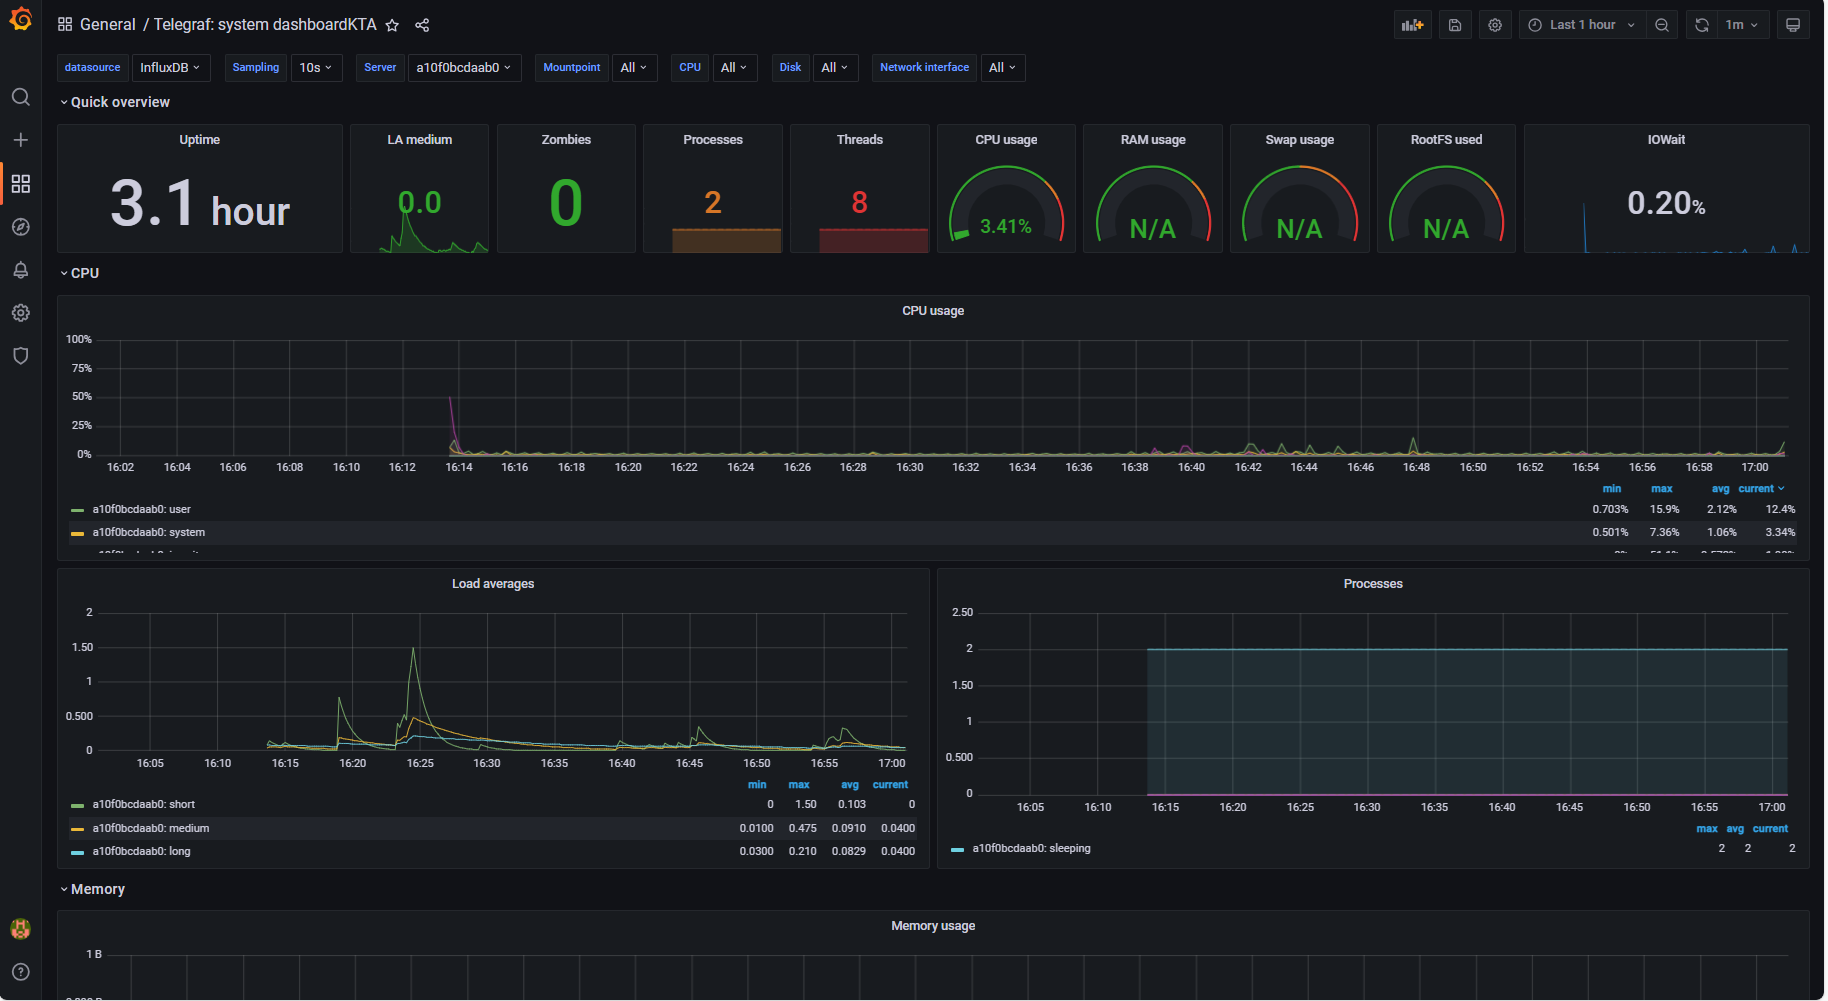 General / Telegraf: system dashboardKTA
Last 1 hour 1m
datasource InfluxDB Sampling 10s Server a10f0bcdaab0 Mountpoint All CPU All Disk All Network interface All
Quick overview
Uptime LA medium Zombies Processes Threads CPU usage RAM usage Swap usage RootFS used IOWait
3.1 hour 0.0 0 2 8 3.41% N/A N/A N/A 0.20%
CPU
CPU usage
100%
75%
50%
25%
0%
16:02 16:04 16:06 16:08 16:10 16:12 16:14 16:16 16:18 16:20 16:22 16:24 16:26 16:28 16:30 16:32 16:34 16:36 16:38 16:40 16:42 16:44 16:46 16:48 16:50 16:52 16:54 16:56 16:58 17:00
min max avg current
a10f0bcdaab0: user 0.703% 15.9% 2.12% 12.4%
a10f0bcdaab0: system 0.501% 7.36% 1.06% 3.34%
Load averages
2
1.50
1
0.500
0
16:05 16:10 16:15 16:20 16:25 16:30 16:35 16:40 16:45 16:50 16:55 17:00
min max avg current
a10f0bcdaab0: short 0 1.50 0.103 0
a10f0bcdaab0: medium 0.0100 0.475 0.0910 0.0400
a10f0bcdaab0: long 0.0300 0.210 0.0829 0.0400
Processes
2.50
2
1.50
1
0.500
0
16:05 16:10 16:15 16:20 16:25 16:30 16:35 16:40 16:45 16:50 16:55 17:00
max avg current
a10f0bcdaab0: sleeping 2 2 2
Memory
Memory usage
1 B